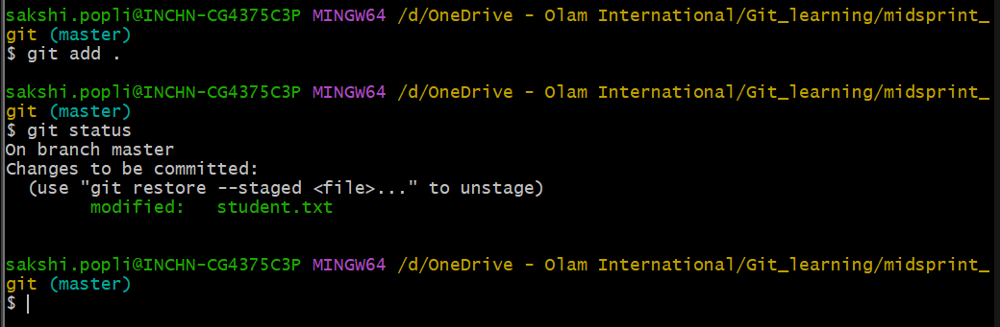 sakshi.popli@INCHN-CG4375C3P MINGW64 /d/OneDrive - Olam International/Git_learning/midsprint_
git (master)
$ git add .
sakshi.popli@INCHN-CG4375C3P MINGW64 /d/OneDrive - Olam International/Git_learning/midsprint_
git (master)
$ git status
On branch master
Changes to be committed:
  (use "git restore --staged <file>..." to unstage)
        modified:   student.txt
sakshi.popli@INCHN-CG4375C3P MINGW64 /d/OneDrive - Olam International/Git_learning/midsprint_
git (master)
$